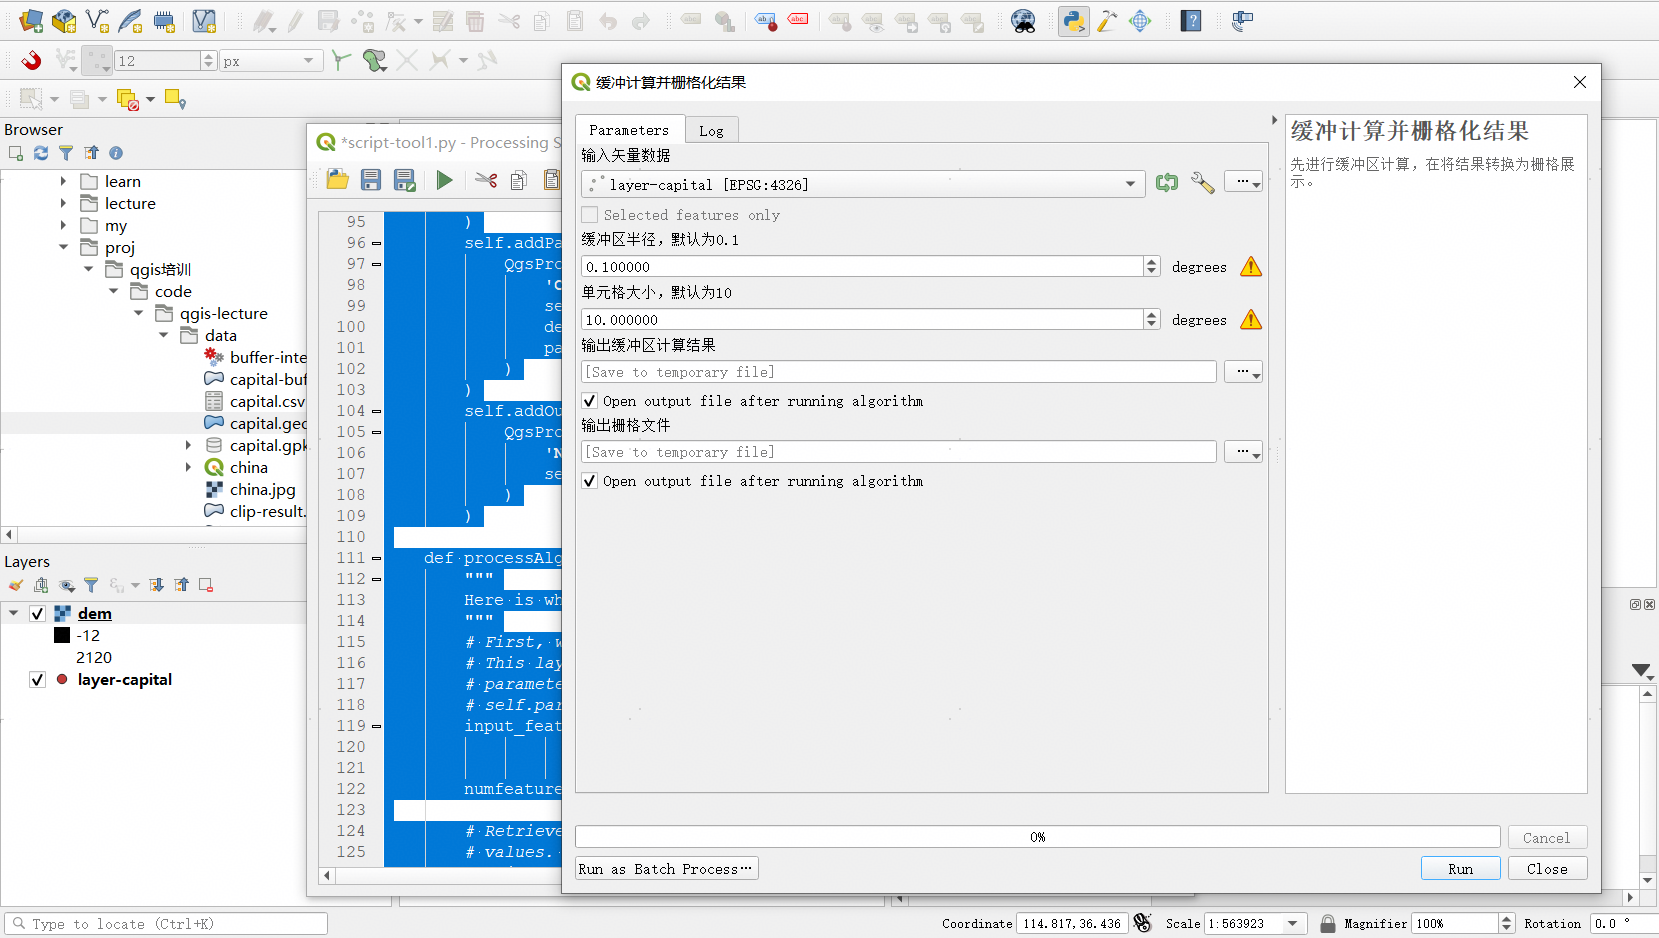 12
px
Browser
learn
lecture
my
proj
qgis培训
code
qgis-lecture
data
buffer-inte
capital-buf
capital.csv
capital.geo
capital.gpk
china
china.jpg
clip-result.
Layers
dem
-12
2120
layer-capital
*script-tool1.py - Processing S
95 )
96 self.addPa
97 QgsPro
98 'O
99 se
100 de
101 pa
102 )
103 )
104 self.addOu
105 QgsPro
106 'N
107 se
108 )
109 )
110
111 def processAlg
112 """
113 Here is wh
114 """
115 # First, w
116 # This lay
117 # paramete
118 # self.par
119 input_feat
120
121
122 numfeature
123
124 # Retrieve
125 # values.
缓冲计算并栅格化结果
Parameters
Log
输入矢量数据
layer-capital [EPSG:4326]
Selected features only
缓冲区半径，默认为0.1
0.100000
degrees
单元格大小，默认为10
10.000000
degrees
输出缓冲区计算结果
[Save to temporary file]
Open output file after running algorithm
输出栅格文件
[Save to temporary file]
Open output file after running algorithm
缓冲计算并栅格化结果
先进行缓冲区计算，在将结果转换为栅格展
示。
0%
Cancel
Run as Batch Process…
Run
Close
Type to locate (Ctrl+K)
Coordinate 114.817,36.436
Scale 1:563923
Magnifier 100%
Rotation 0.0 °